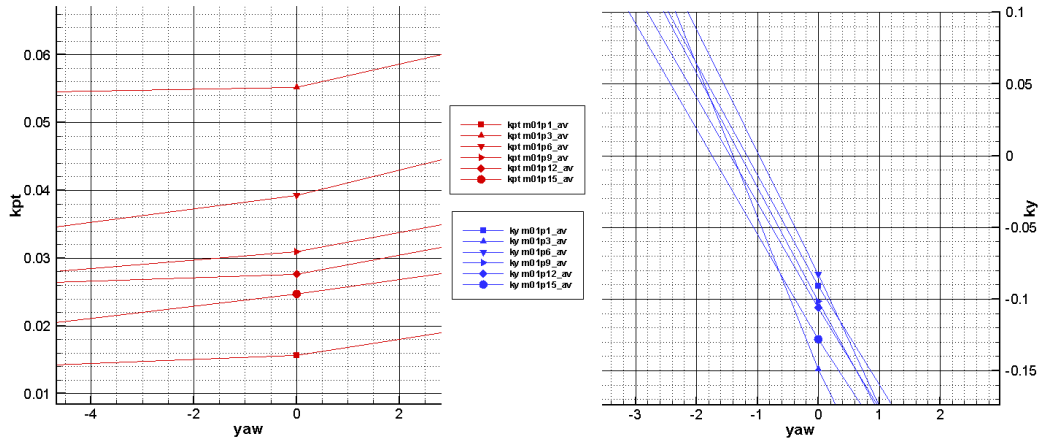 0.06
0.05
0.04
0.03
0.02
0.01
kpt
-4
-2
0
2
yaw
kpt m01p1_av
kpt m01p3_av
kpt m01p6_av
kpt m01p9_av
kpt m01p12_av
kpt m01p15_av
ky m01p1_av
ky m01p3_av
ky m01p6_av
ky m01p9_av
ky m01p12_av
ky m01p15_av
0.1
0.05
0
-0.05
-0.1
-0.15
ky
-3
-2
-1
0
1
2
yaw